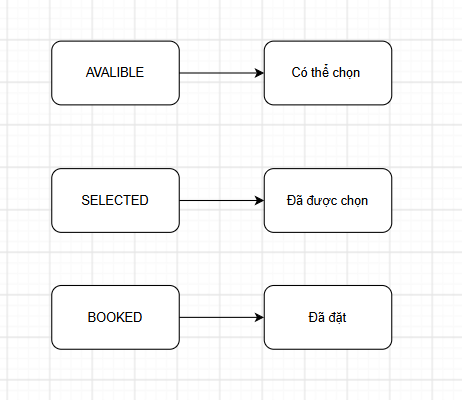 AVALIBLE
Có thể chọn
SELECTED
Đã được chọn
BOOKED
Đã đặt